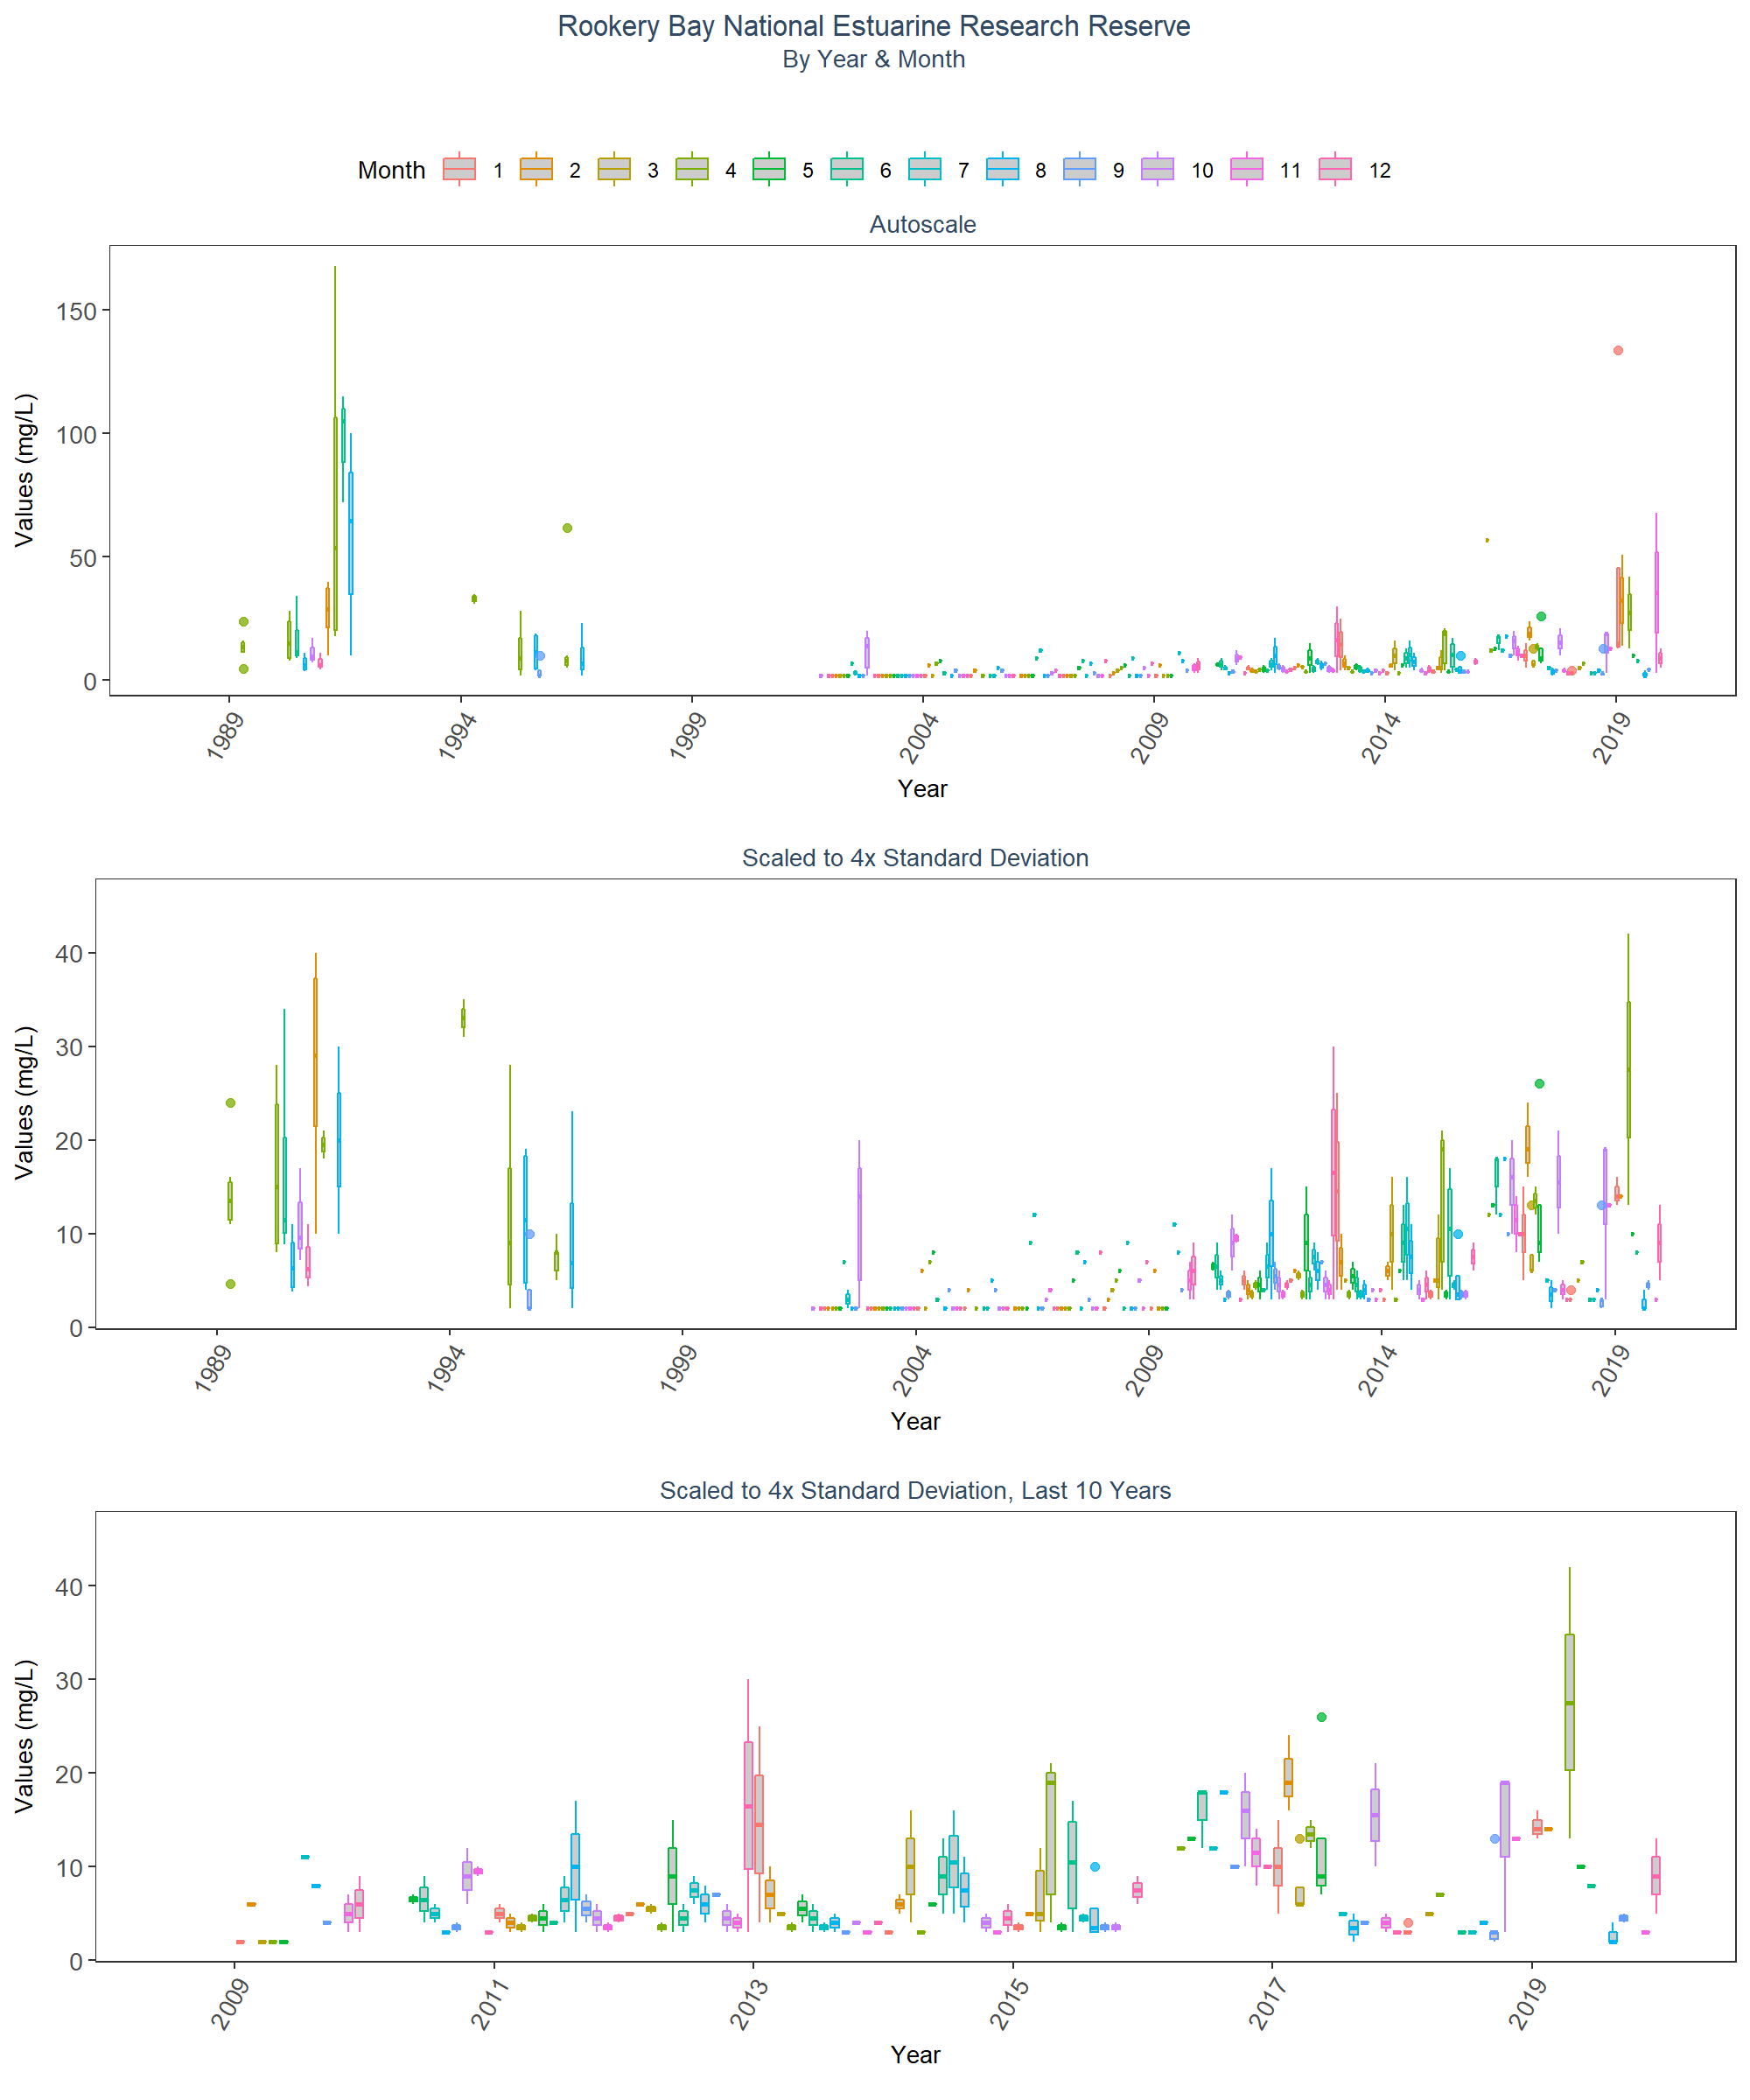 Rookery Bay National Estuarine Research Reserve
By Year & Month
Month 1 2 3 4 5 6 7 8 9 10 11 12
Autoscale
Values (mg/L)
150
100
50
0
1989 1994 1999 2004 2009 2014 2019
Year
Scaled to 4x Standard Deviation
Values (mg/L)
40
30
20
10
0
1989 1994 1999 2004 2009 2014 2019
Year
Scaled to 4x Standard Deviation, Last 10 Years
Values (mg/L)
40
30
20
10
0
2009 2011 2013 2015 2017 2019
Year